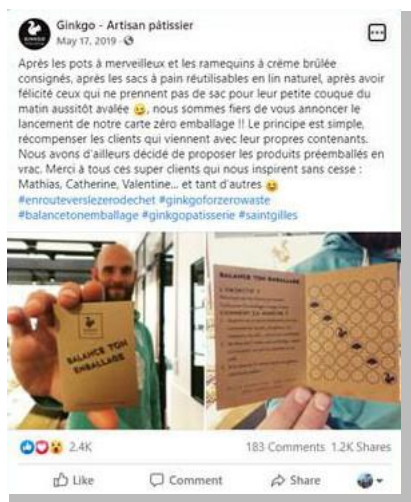 Ginkgo - Artisan pâtissier
May 17, 2019 ·
Après les pots à merveilleux et les ramequins à crème brûlée
consignés, après les sacs à pain réutilisables en lin naturel, après avoir
félicité ceux qui ne prennent pas de sac pour leur petite couque du
matin aussitôt avalée 😉, nous sommes fiers de vous annoncer le
lancement de notre carte zéro emballage !! Le principe est simple,
récompenser les clients qui viennent avec leur propres contenants.
Nous avons d'ailleurs décidé de proposer les produits préemballés en
vrac. Merci à tous ces super clients qui nous inspirent sans cesse :
Mathias, Catherine, Valentine... et tant d'autres 😀
#enrouteverslezerodechet #ginkgoforzerowaste
#balancetonemballage #ginkgopatisserie #saintgilles
BALANCE TON
EMBALLAGE
BALANCE TON EMBALLAGE
L'OBJECTIF ?
COMMENT ÇA MARCHE ?
2.4K
183 Comments 1.2K Shares
Like
Comment
Share